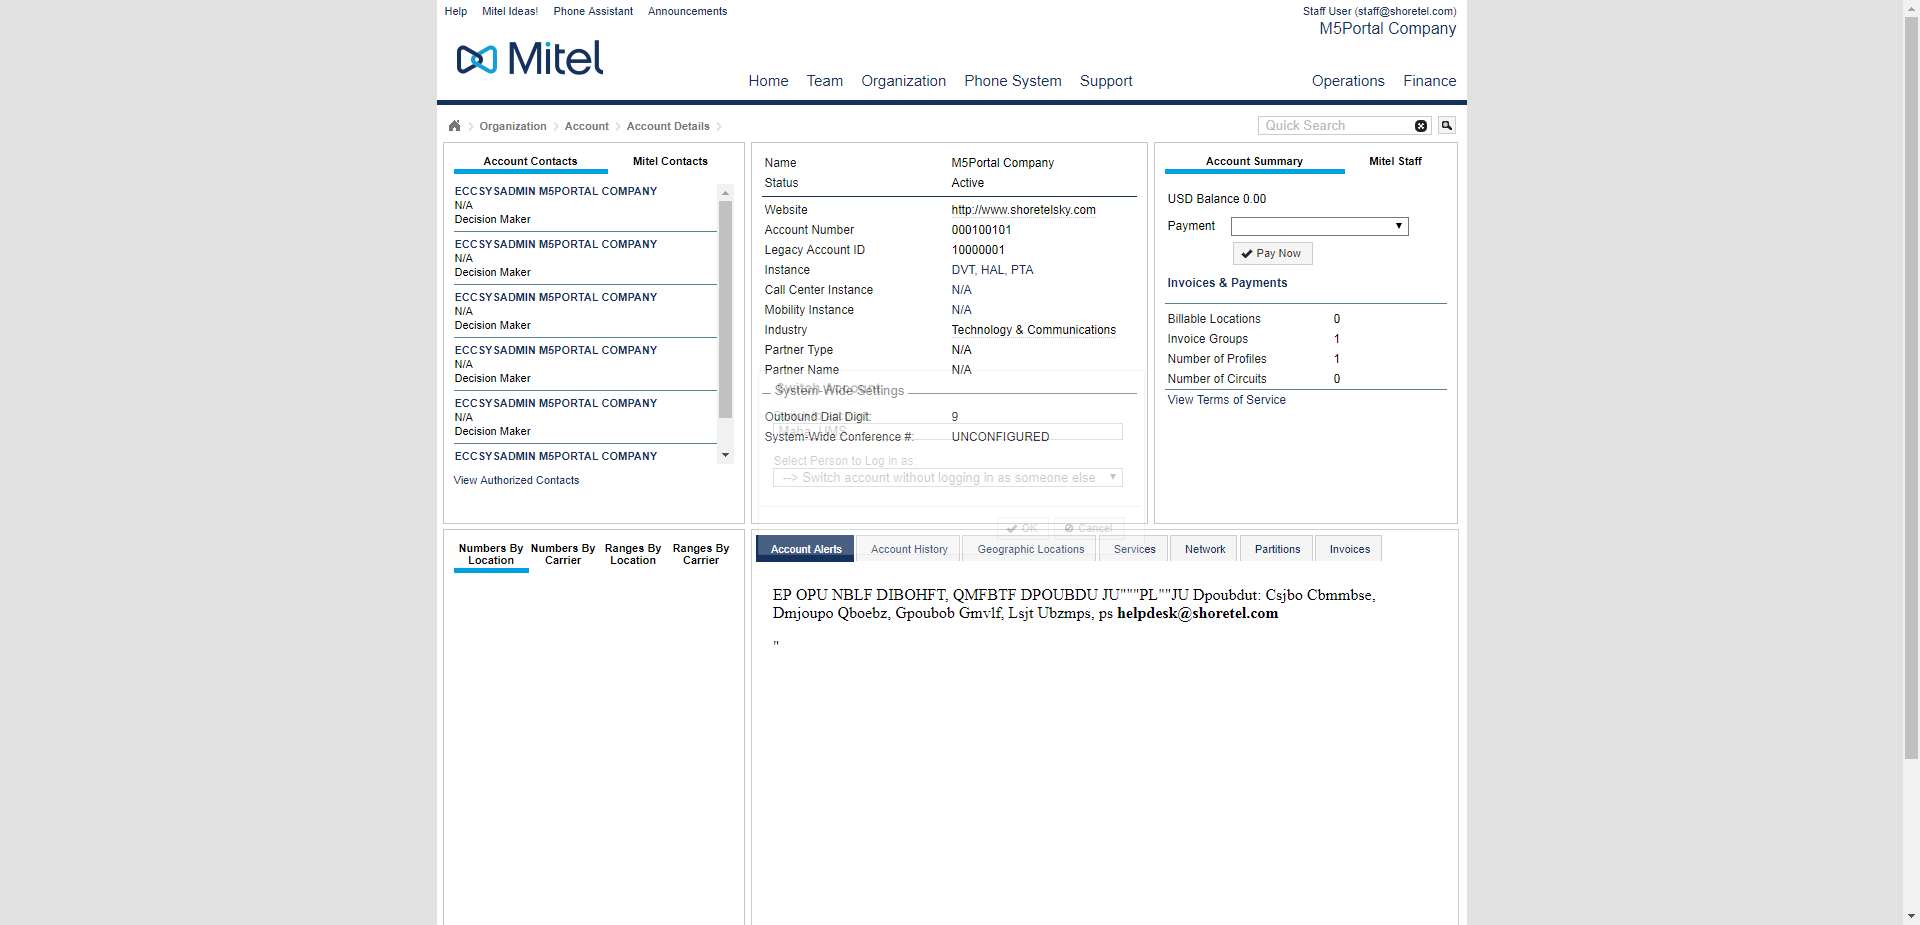 Help Mitel Ideas! Phone Assistant Announcements
Staff User (staff@shoretel.com)
M5Portal Company
Mitel
Home Team Organization Phone System Support Operations Finance
Organization Account Account Details
Quick Search
Account Contacts Mitel Contacts
ECCSYSADMIN M5PORTAL COMPANY
N/A
Decision Maker
ECCSYSADMIN M5PORTAL COMPANY
N/A
Decision Maker
ECCSYSADMIN M5PORTAL COMPANY
N/A
Decision Maker
ECCSYSADMIN M5PORTAL COMPANY
N/A
Decision Maker
ECCSYSADMIN M5PORTAL COMPANY
N/A
Decision Maker
ECCSYSADMIN M5PORTAL COMPANY
View Authorized Contacts
Name M5Portal Company
Status Active
Website http://www.shoretelsky.com
Account Number 000100101
Legacy Account ID 10000001
Instance DVT, HAL, PTA
Call Center Instance N/A
Mobility Instance N/A
Industry Technology & Communications
Partner Type N/A
Partner Name N/A
Switch Account
System-Wide Settings
Outbound Dial Digit: 9
System-Wide Conference #: UNCONFIGURED
Select Person to Log in as:
--> Switch account without logging in as someone else
OK Cancel
Account Summary Mitel Staff
USD Balance 0.00
Payment
Pay Now
Invoices & Payments
Billable Locations 0
Invoice Groups 1
Number of Profiles 1
Number of Circuits 0
View Terms of Service
Numbers By Location Numbers By Carrier Ranges By Location Ranges By Carrier
Account Alerts Account History Geographic Locations Services Network Partitions Invoices
EP OPU NBLF DIBOHFT, QMFBTF DPOUBDU JU"""PL""JU Dpoubdut: Csjbo Cbmmbse,
Dmjoupo Qboebz, Gpoubob Gmvlf, Lsjt Ubzmps, ps helpdesk@shoretel.com
"